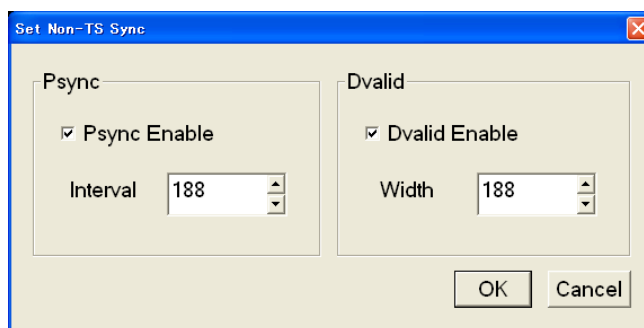 Set Non-TS Sync
Psync
Psync Enable
Interval 188
Dvalid
Dvalid Enable
Width 188
OK Cancel